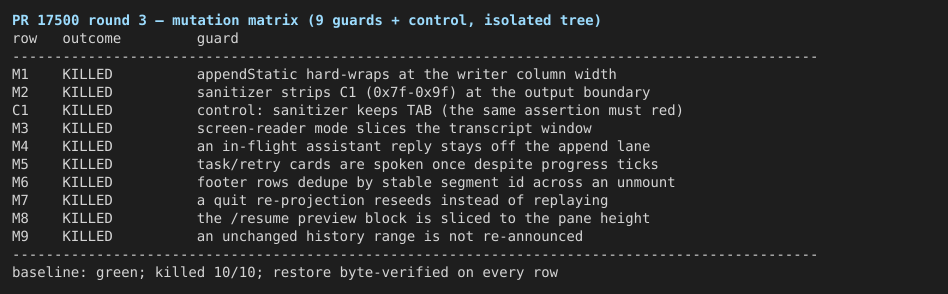 PR 17500 round 3 — mutation matrix (9 guards + control, isolated tree)
row outcome guard
------------------------------------------------------------------------------------------------
M1 KILLED appendStatic hard-wraps at the writer column width
M2 KILLED sanitizer strips C1 (0x7f-0x9f) at the output boundary
C1 KILLED control: sanitizer keeps TAB (the same assertion must red)
M3 KILLED screen-reader mode slices the transcript window
M4 KILLED an in-flight assistant reply stays off the append lane
M5 KILLED task/retry cards are spoken once despite progress ticks
M6 KILLED footer rows dedupe by stable segment id across an unmount
M7 KILLED a quit re-projection reseeds instead of replaying
M8 KILLED the /resume preview block is sliced to the pane height
M9 KILLED an unchanged history range is not re-announced
------------------------------------------------------------------------------------------------
baseline: green; killed 10/10; restore byte-verified on every row